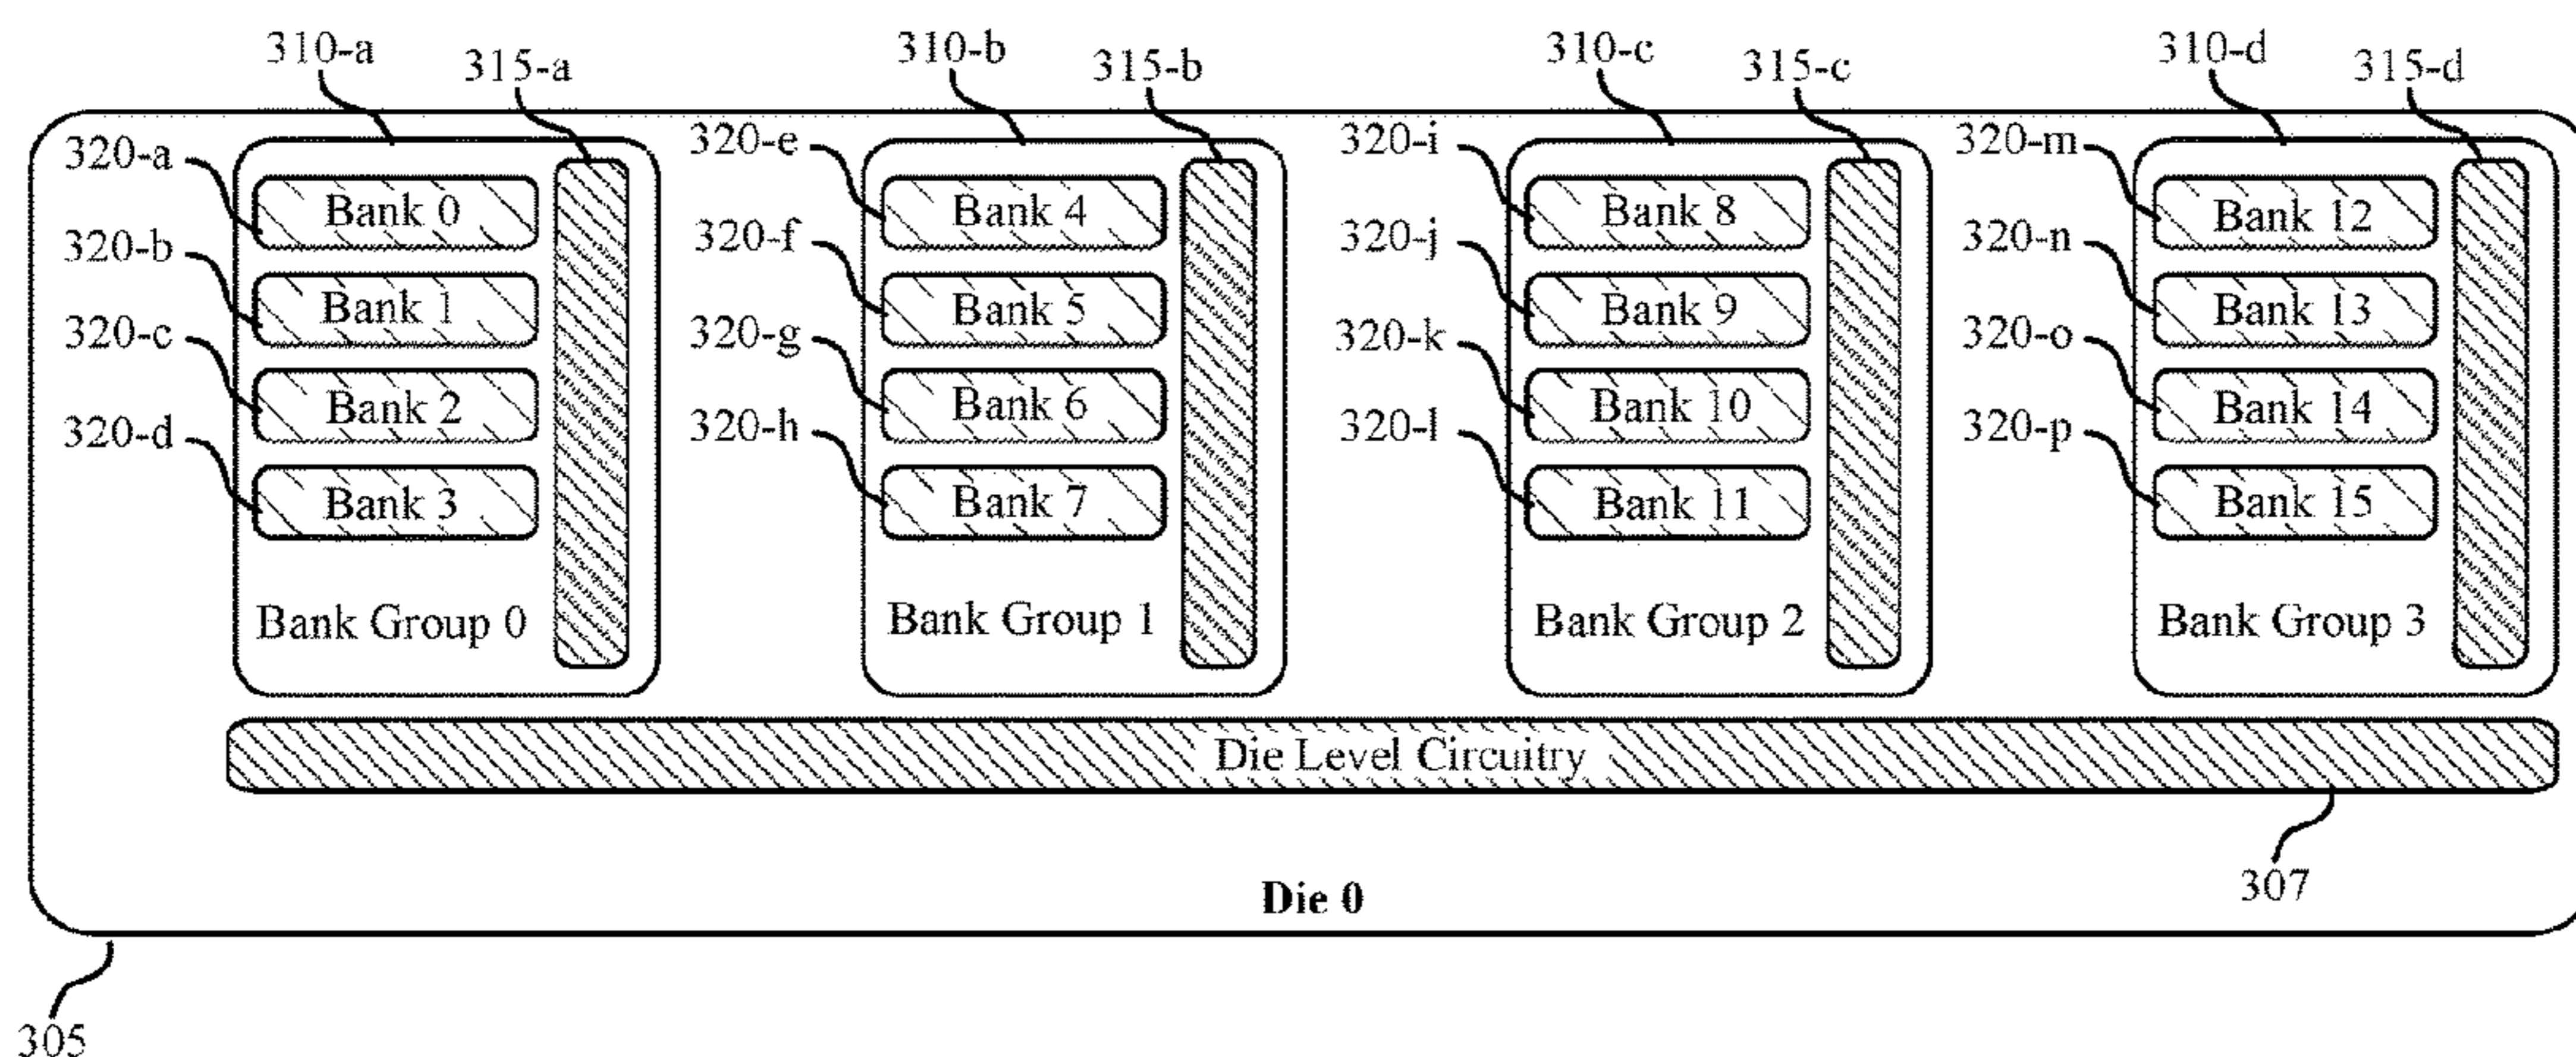 310-a 315-a 310-b 315-b 310-c 315-c 310-d 315-d
320-a Bank 0 320-e Bank 4 320-i Bank 8 320-m Bank 12
320-b Bank 1 320-f Bank 5 320-j Bank 9 320-n Bank 13
320-c Bank 2 320-g Bank 6 320-k Bank 10 320-o Bank 14
320-d Bank 3 320-h Bank 7 320-l Bank 11 320-p Bank 15
Bank Group 0 Bank Group 1 Bank Group 2 Bank Group 3
Die Level Circuitry
307
Die 0
305